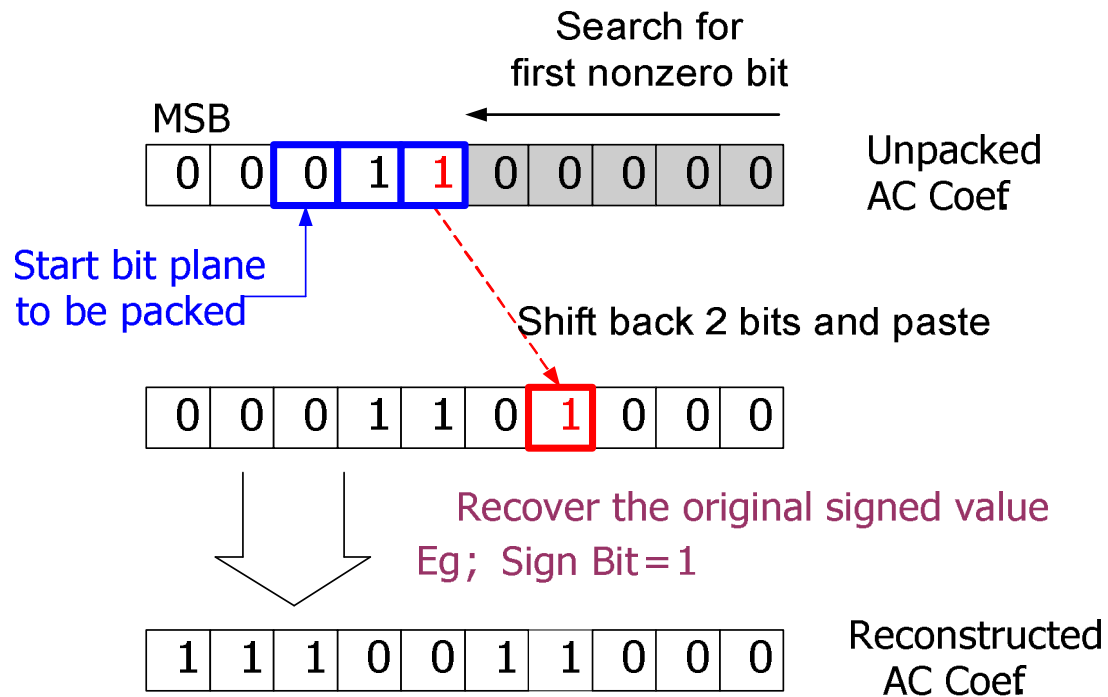 Search for
first nonzero bit
MSB
0 0 0 1 1 0 0 0 0 0
Unpacked
AC Coef.
Start bit plane
to be packed
Shift back 2 bits and paste
0 0 0 1 1 0 1 0 0 0
Recover the original signed value
Eg; Sign Bit=1
1 1 1 0 0 1 1 0 0 0
Reconstructed
AC Coef